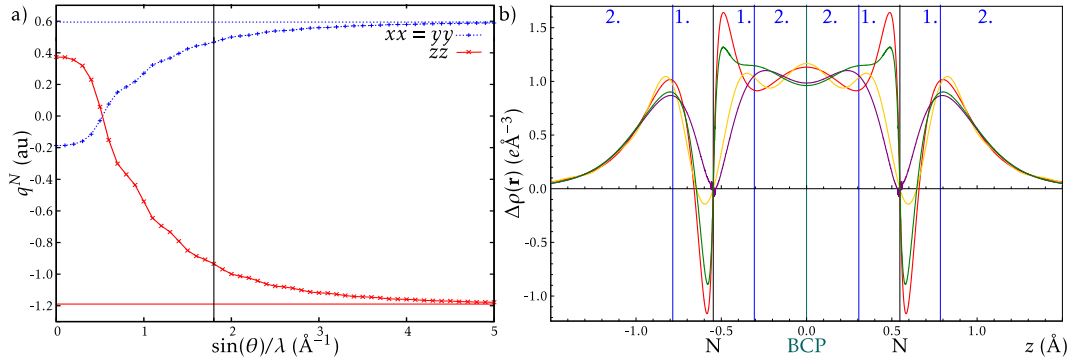 a)
0.6
0.4
0.2
0.0
-0.2
-0.4
-0.6
-0.8
-1.0
-1.2
q^N (au)
xx = yy
zz
0 1 2 3 4 5
sin(θ)/λ (Å⁻¹)
b)
2. 1. 1. 2. 2. 1. 1. 2.
1.5
1.0
0.5
0.0
-0.5
-1.0
Δρ(r) (eÅ⁻³)
-1.0 -0.5 0.0 0.5 1.0
N BCP N z (Å)